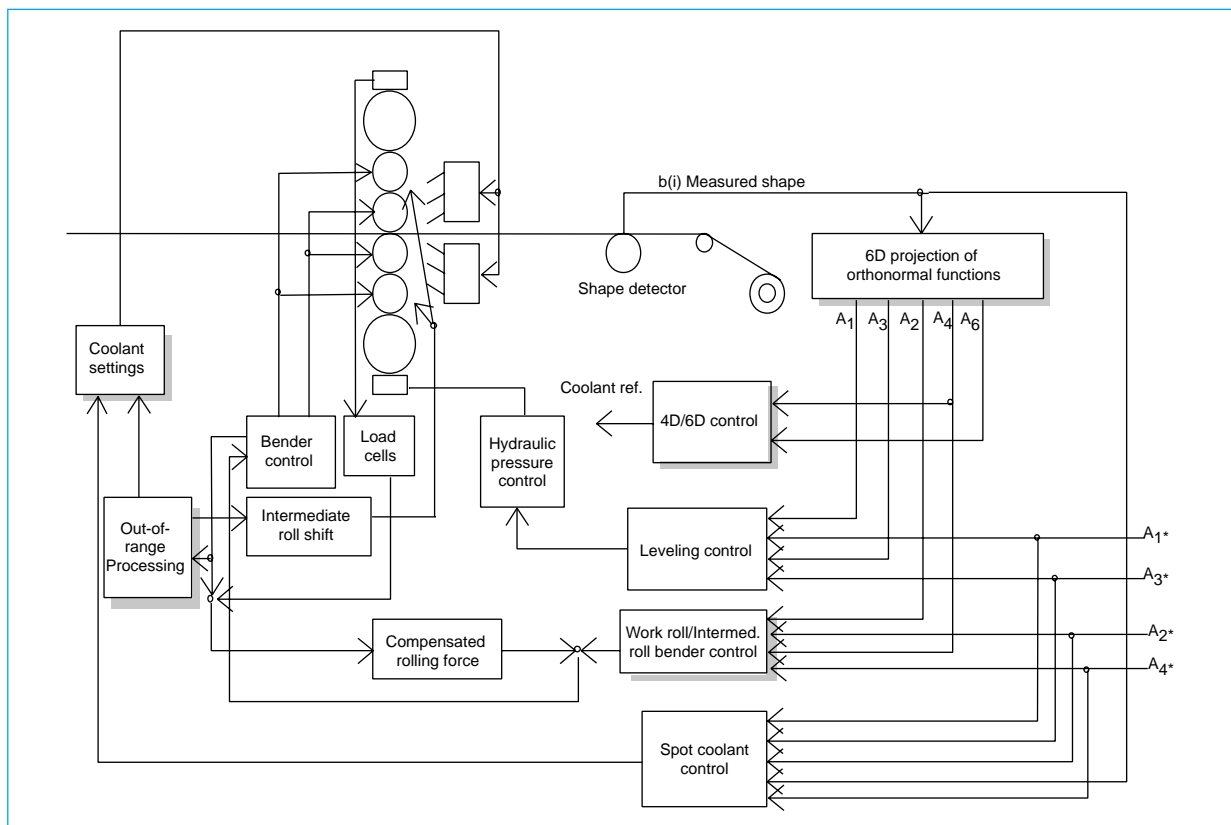 b(i) Measured shape
6D projection of
orthonormal functions
Shape detector
A1
A3
A2
A4
A6
Coolant
settings
Coolant ref.
4D/6D control
Bender
control
Load
cells
Hydraulic
pressure
control
Out-of-
range
Processing
Intermediate
roll shift
Leveling control
A1*
A3*
Compensated
rolling force
Work roll/Intermed.
roll bender control
A2*
A4*
Spot coolant
control